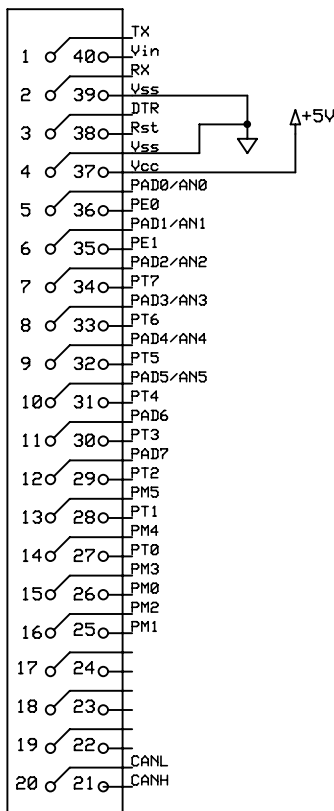 TX
1 40 Vin
RX
2 39 Vss
DTR +5V
3 38 Rst
Vss
4 37 Vcc
PAD0/AN0
5 36 PE0
PAD1/AN1
6 35 PE1
PAD2/AN2
7 34 PT7
PAD3/AN3
8 33 PT6
PAD4/AN4
9 32 PT5
PAD5/AN5
10 31 PT4
PAD6
11 30 PT3
PAD7
12 29 PT2
PM5
13 28 PT1
PM4
14 27 PT0
PM3
15 26 PM0
PM2
16 25 PM1
17 24
18 23
19 22
CANL
20 21 CANH